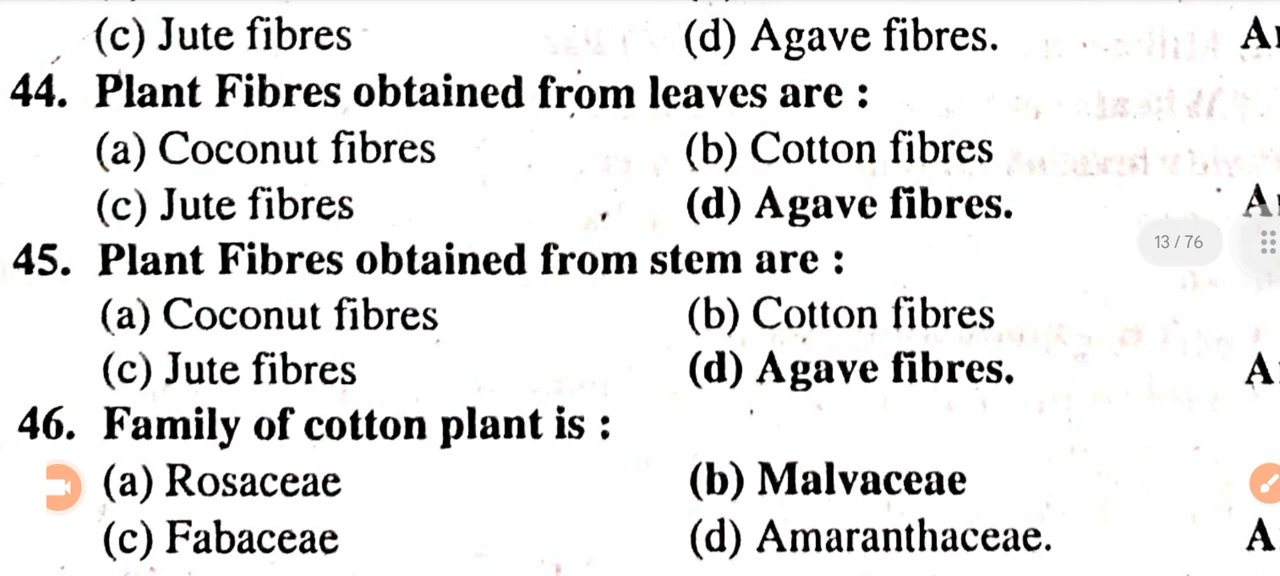 (c) Jute fibres (d) Agave fibres.
44. Plant Fibres obtained from leaves are :
(a) Coconut fibres (b) Cotton fibres
(c) Jute fibres (d) Agave fibres.
13 / 76
45. Plant Fibres obtained from stem are :
(a) Coconut fibres (b) Cotton fibres
(c) Jute fibres (d) Agave fibres.
46. Family of cotton plant is :
(a) Rosaceae (b) Malvaceae
(c) Fabaceae (d) Amaranthaceae.